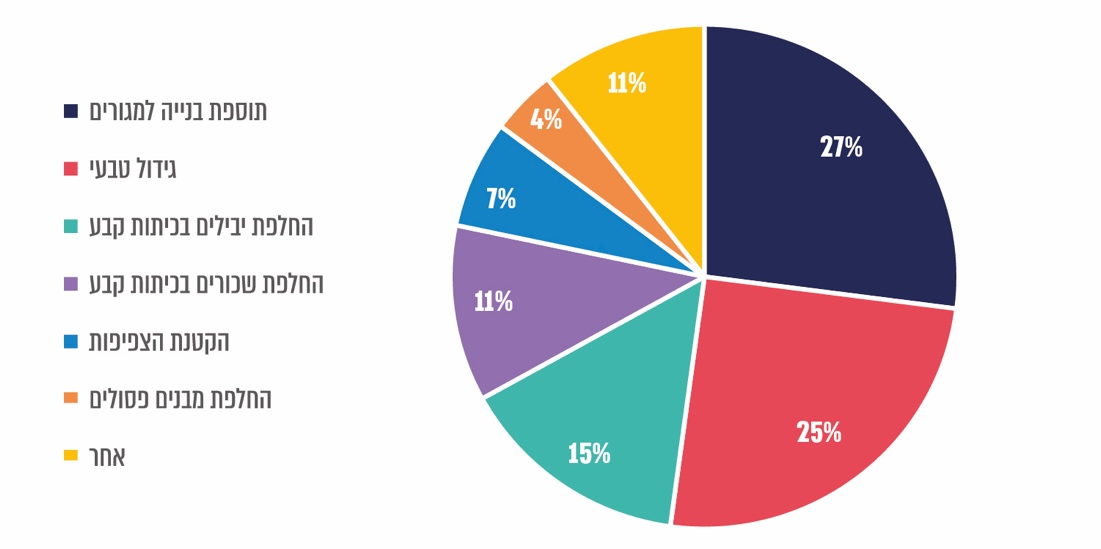 תוספת בנייה למגורים
גידול טבעי
החלפת יבילים בכיתות קבע
החלפת שכורים בכיתות קבע
הקטנת הצפיפות
החלפת מבנים פסולים
אחר
27%
25%
15%
11%
7%
4%
11%